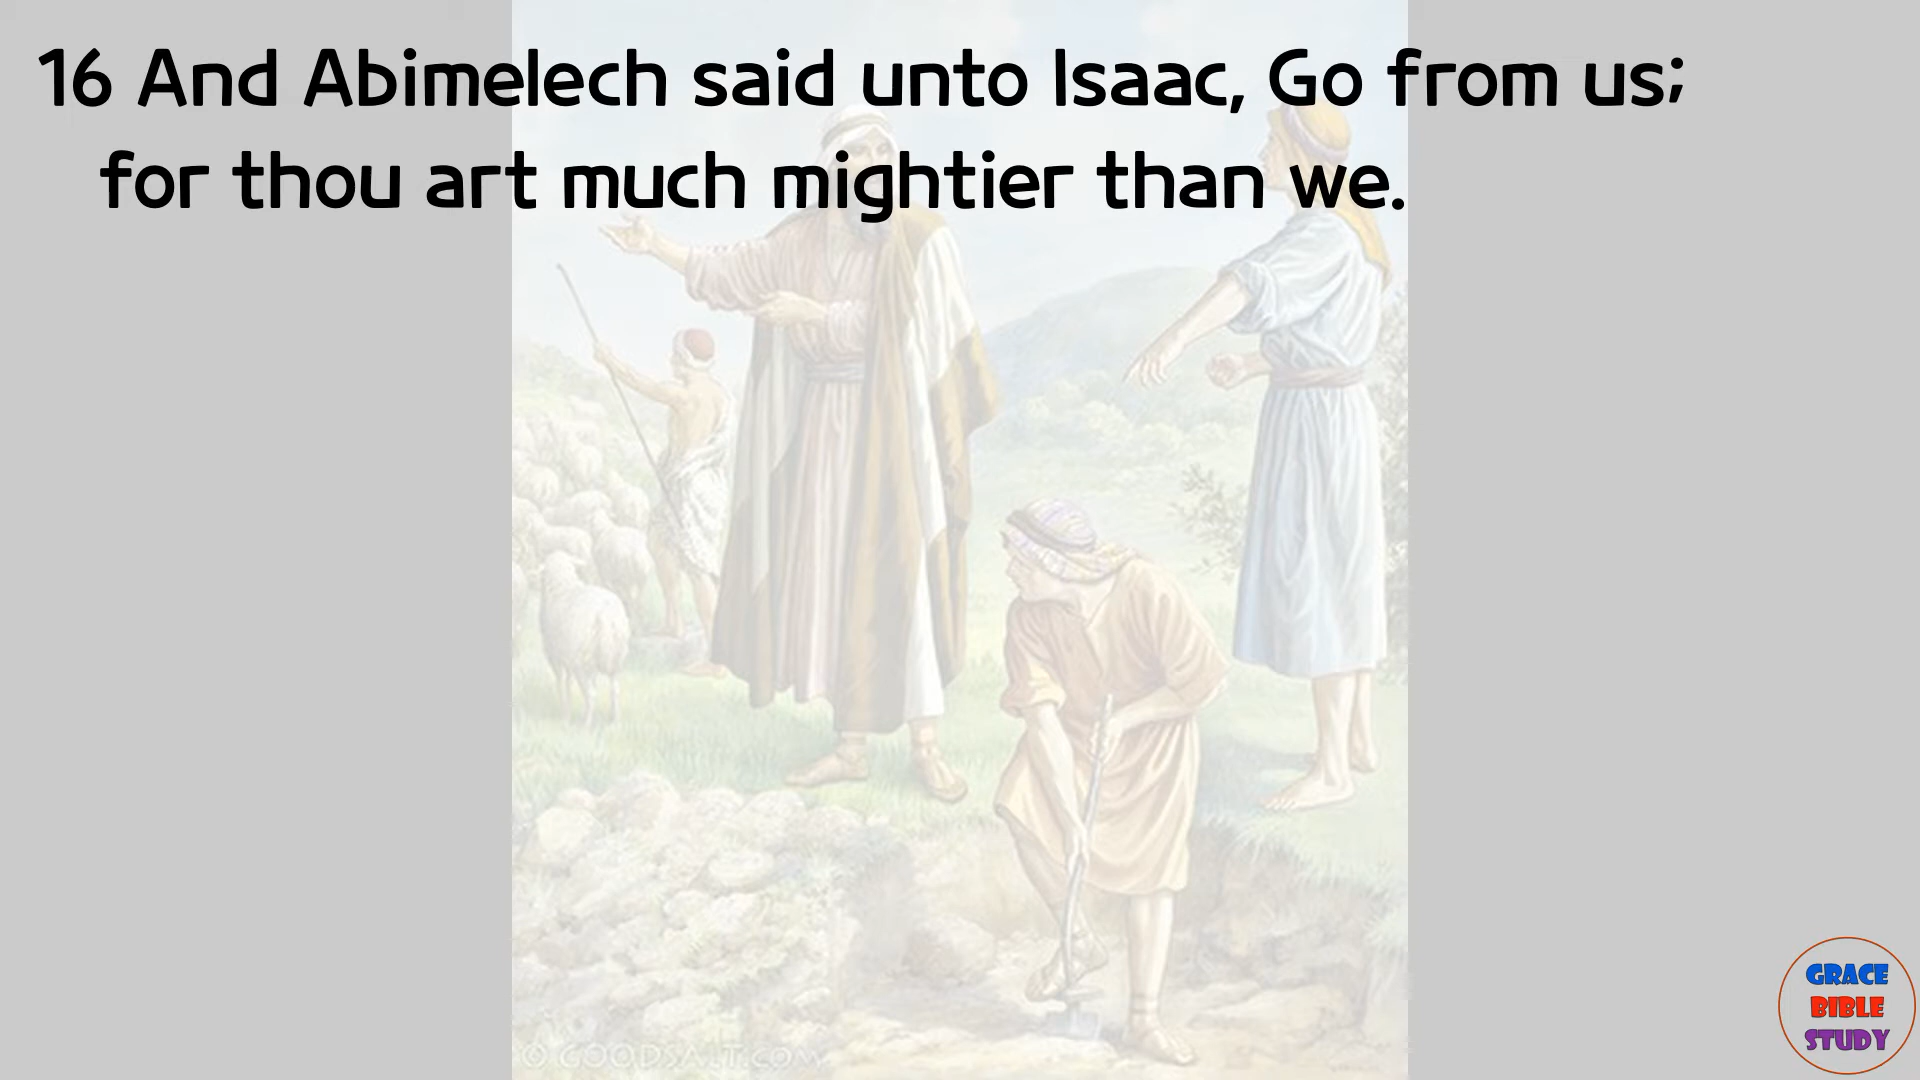 16 And Abimelech said unto Isaac, Go from us;
for thou art much mightier than we.
© GOODSALT.COM
GRACE
BIBLE
STUDY